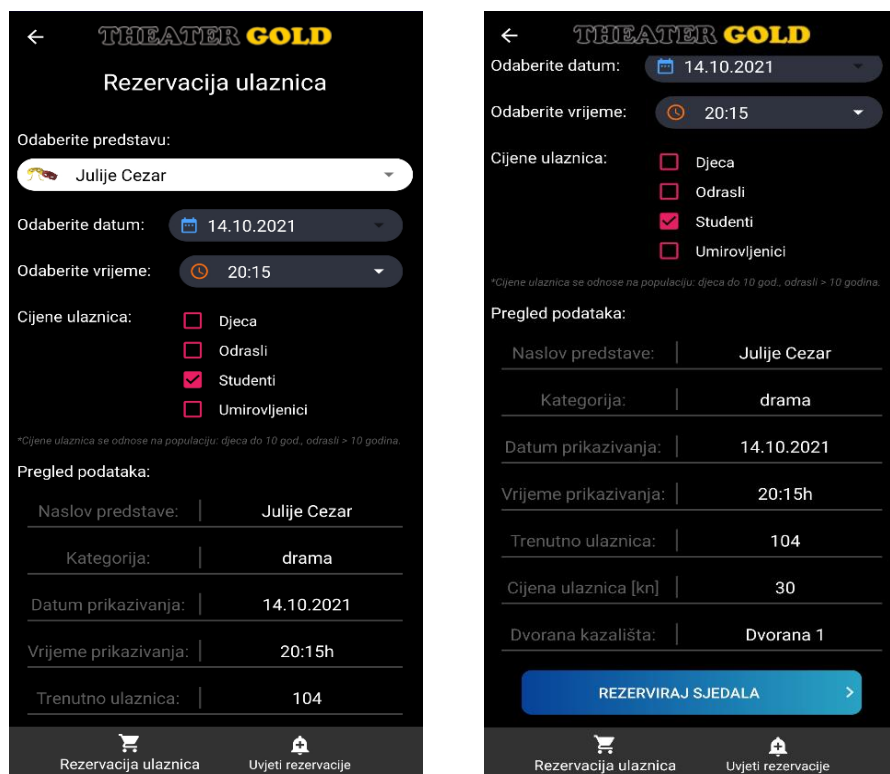 THEATER GOLD
Rezervacija ulaznica
Odaberite predstavu:
Julije Cezar
Odaberite datum: 14.10.2021
Odaberite vrijeme: 20:15
Cijene ulaznica: Djeca
Odrasli
Studenti
Umirovljenici
*Cijene ulaznica se odnose na populaciju: djeca do 10 god., odrasli > 10 godina.
Pregled podataka:
Naslov predstave: Julije Cezar
Kategorija: drama
Datum prikazivanja: 14.10.2021
Vrijeme prikazivanja: 20:15h
Trenutno ulaznica: 104
Rezervacija ulaznica Uvjeti rezervacije
THEATER GOLD
Odaberite datum: 14.10.2021
Odaberite vrijeme: 20:15
Cijene ulaznica: Djeca
Odrasli
Studenti
Umirovljenici
*Cijene ulaznica se odnose na populaciju: djeca do 10 god., odrasli > 10 godina.
Pregled podataka:
Naslov predstave: Julije Cezar
Kategorija: drama
Datum prikazivanja: 14.10.2021
Vrijeme prikazivanja: 20:15h
Trenutno ulaznica: 104
Cijena ulaznica [kn] 30
Dvorana kazališta: Dvorana 1
REZERVIRAJ SJEDALA >
Rezervacija ulaznica Uvjeti rezervacije